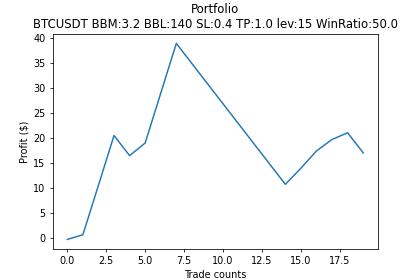 Portfolio
BTCUSDT BBM:3.2 BBL:140 SL:0.4 TP:1.0 lev:15 WinRatio:50.0
40
35
30
25
20
15
10
5
0
Profit ($)
0.0 2.5 5.0 7.5 10.0 12.5 15.0 17.5
Trade counts